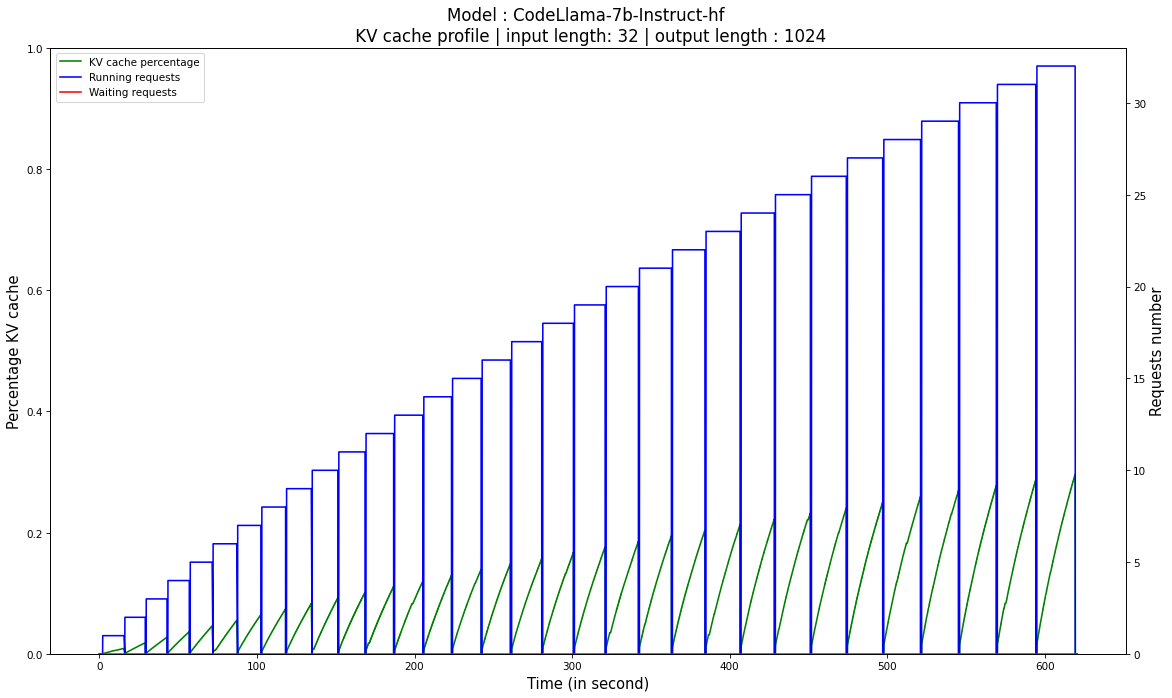 Model : CodeLlama-7b-Instruct-hf
KV cache profile | input length: 32 | output length : 1024
KV cache percentage
Running requests
Waiting requests
Percentage KV cache
1.0
0.8
0.6
0.4
0.2
0.0
0 100 200 300 400 500 600
Time (in second)
30
25
20
15
10
5
0
Requests number